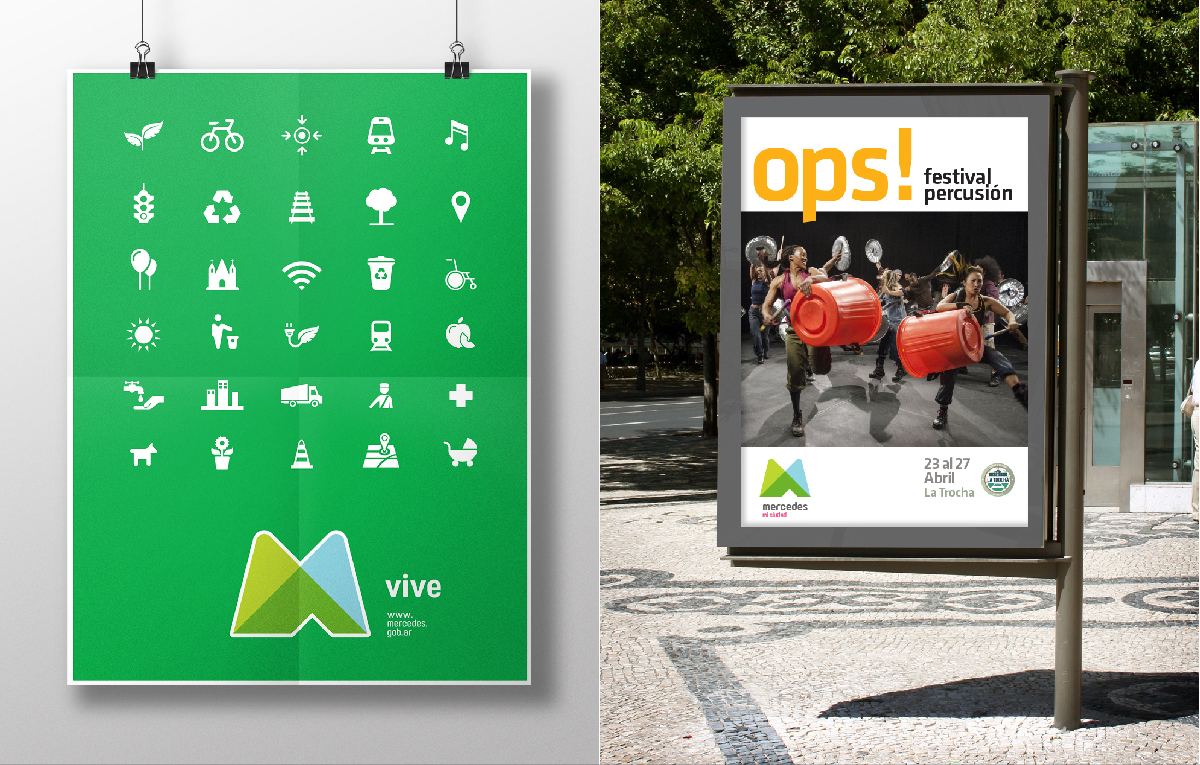 vive
www.
mercedes.
gob.ar
ops!
festival
percusión
mercedes
mi ciudad
23 al 27
Abril
La Trocha
LA TROCHA